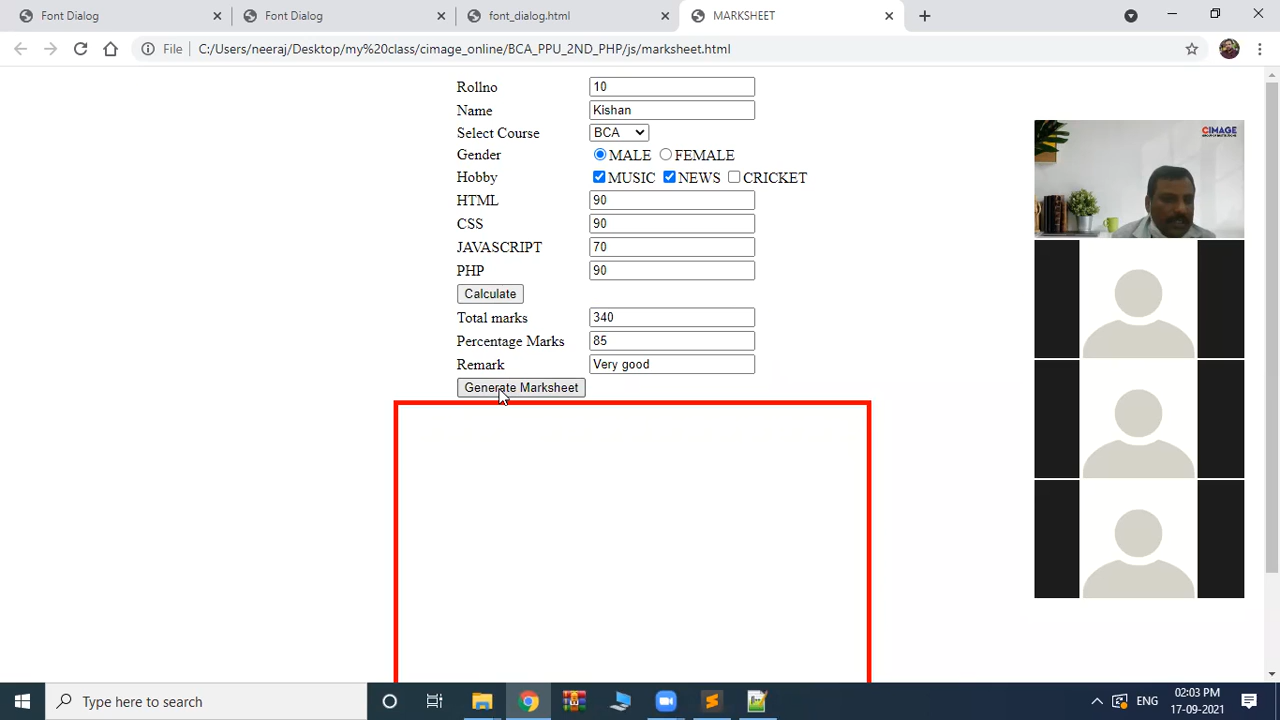 Font Dialog
Font Dialog
font_dialog.html
MARKSHEET
File C:/Users/neeraj/Desktop/my%20class/cimage_online/BCA_PPU_2ND_PHP/js/marksheet.html
Rollno 10
Name Kishan
Select Course BCA
Gender MALE FEMALE
Hobby MUSIC NEWS CRICKET
HTML 90
CSS 90
JAVASCRIPT 70
PHP 90
Calculate
Total marks 340
Percentage Marks 85
Remark Very good
Generate Marksheet
CIMAGE
Type here to search
ENG
02:03 PM
17-09-2021